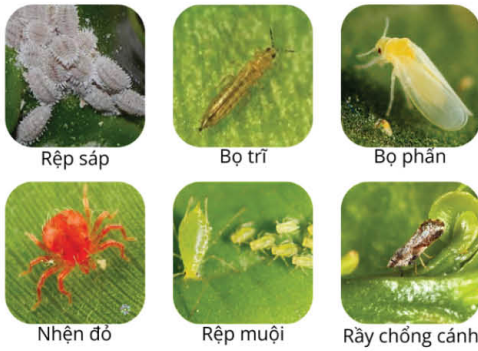 Rệp sáp
Bọ trĩ
Bọ phấn
Nhện đỏ
Rệp muội
Rầy chổng cánh